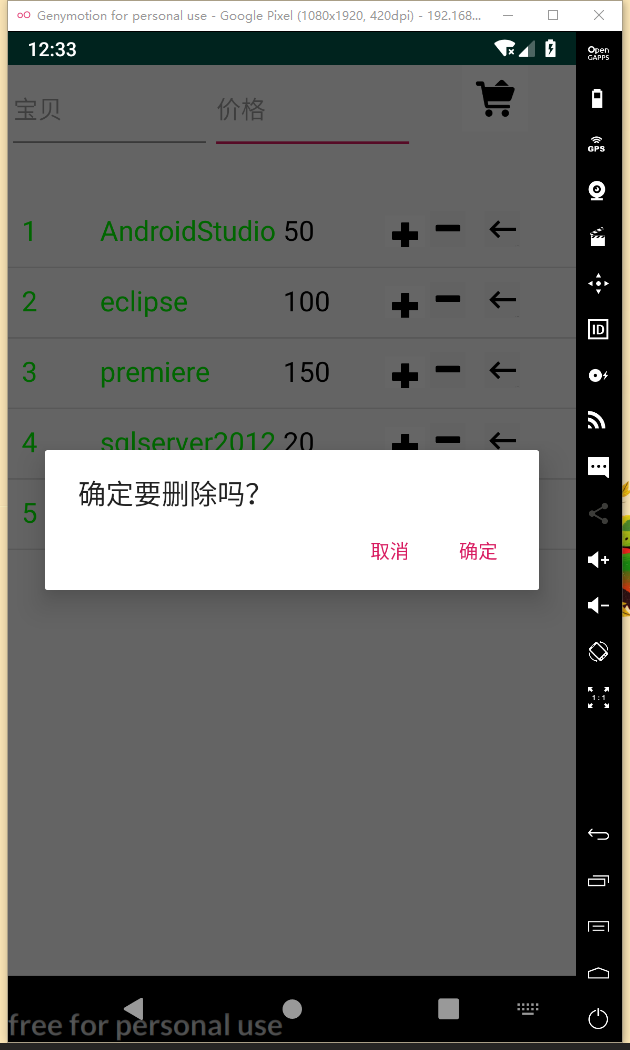 Genymotion for personal use - Google Pixel (1080x1920, 420dpi) - 192.168...
12:33
Open
GAPPS
宝贝 价格
GPS
1 AndroidStudio 50
2 eclipse 100
ID
3 premiere 150
4 sqlserver2012 20
5
确定要删除吗?
取消 确定
1:1
free for personal use